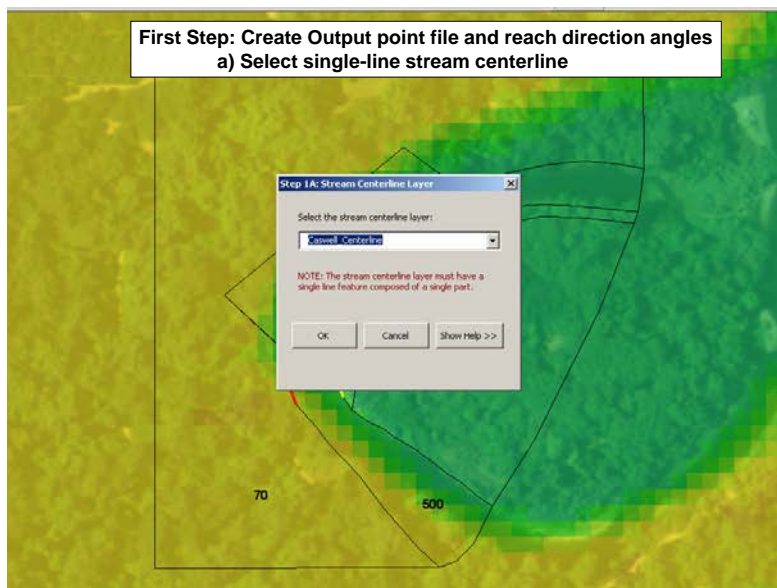 First Step: Create Output point file and reach direction angles
a) Select single-line stream centerline
Step 1A: Stream Centerline Layer
Select the stream centerline layer:
Caswell_Centerline
NOTE: The stream centerline layer must have a
single line feature composed of a single part.
OK Cancel Show Help >>
70
500